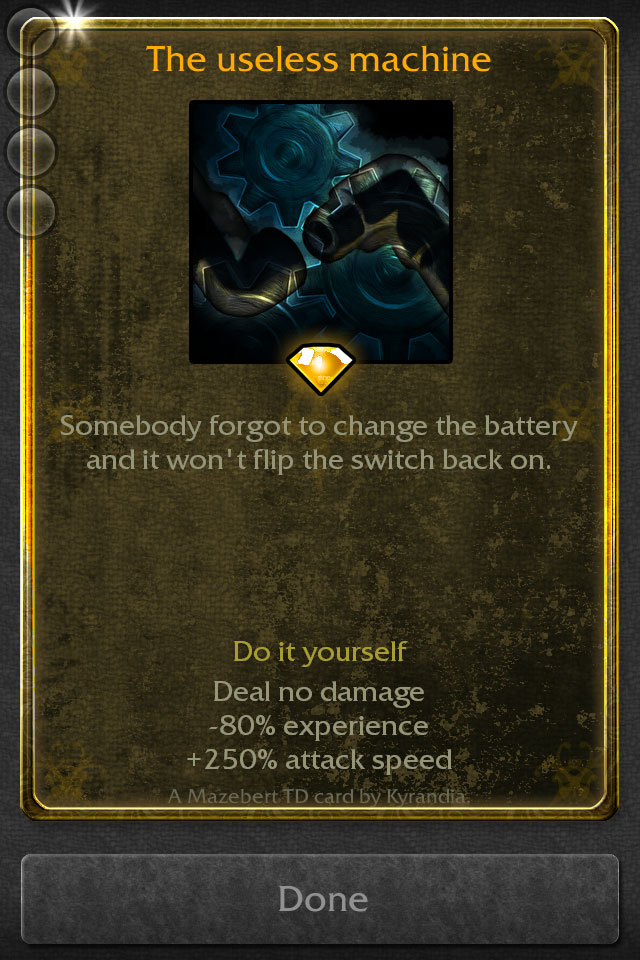 The useless machine
Somebody forgot to change the battery
and it won't flip the switch back on.
Do it yourself
Deal no damage
-80% experience
+250% attack speed
A Mazebert TD card by Kyrandia.
Done